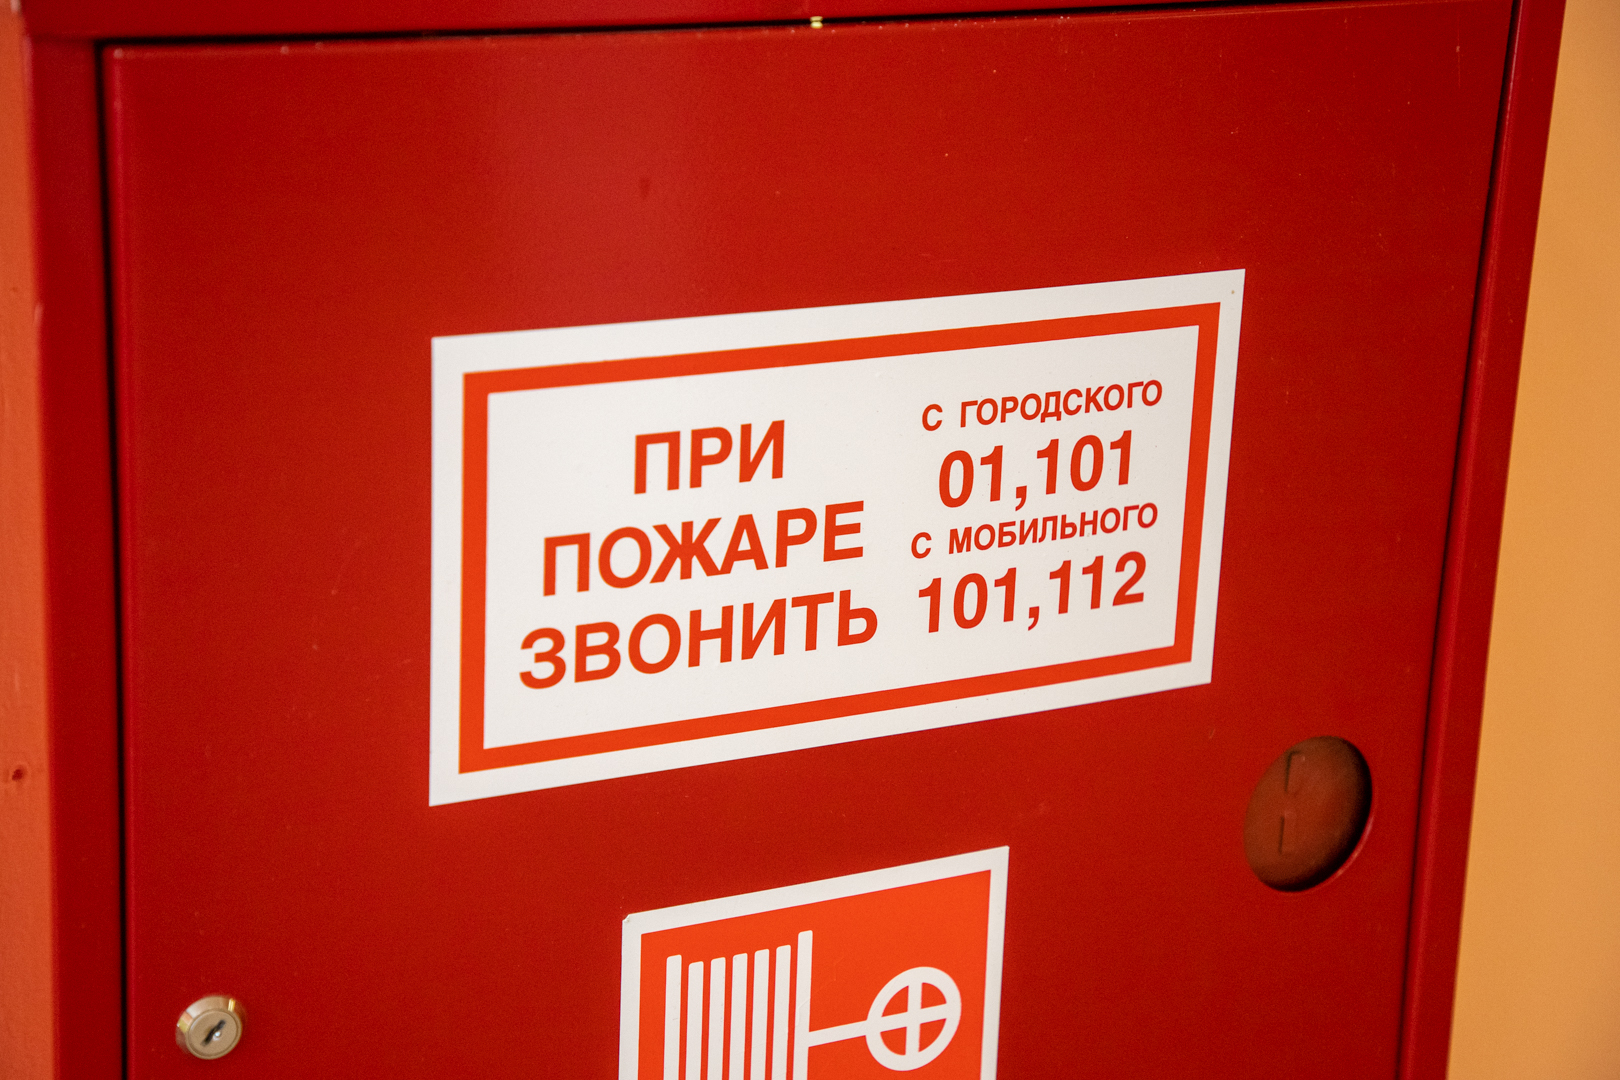 ПРИ
ПОЖАРЕ
ЗВОНИТЬ
С ГОРОДСКОГО
01,101
С МОБИЛЬНОГО
101,112